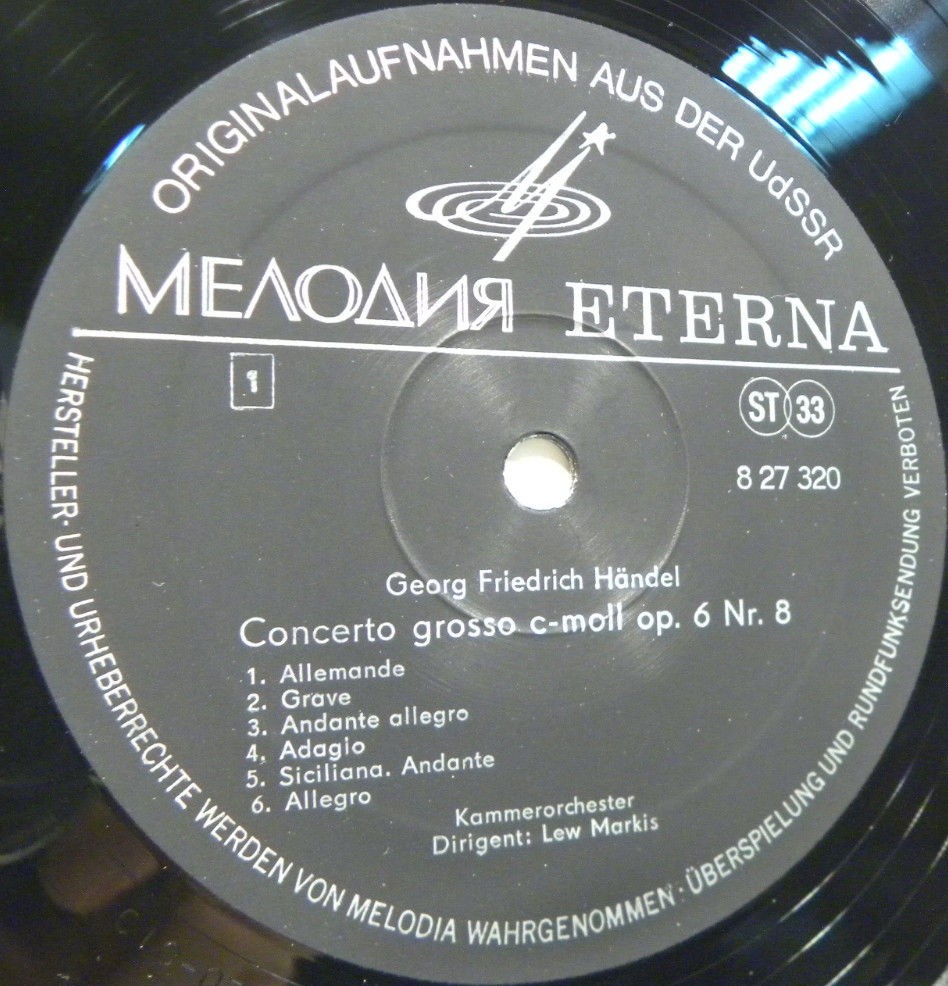 ORIGINALAUFNAHMEN AUS DER UdSSR
МЕЛОДИЯ ETERNA
1
ST 33
8 27 320
Georg Friedrich Händel
Concerto grosso c-moll op. 6 Nr. 8
1. Allemande
2. Grave
3. Andante allegro
4. Adagio
5. Siciliana. Andante
6. Allegro
Kammerorchester
Dirigent: Lew Markis
HERSTELLER- UND URHEBERRECHTE WERDEN VON MELODIA WAHRGENOMMEN · ÜBERSPIELUNG UND RUNDFUNKSENDUNG VERBOTEN